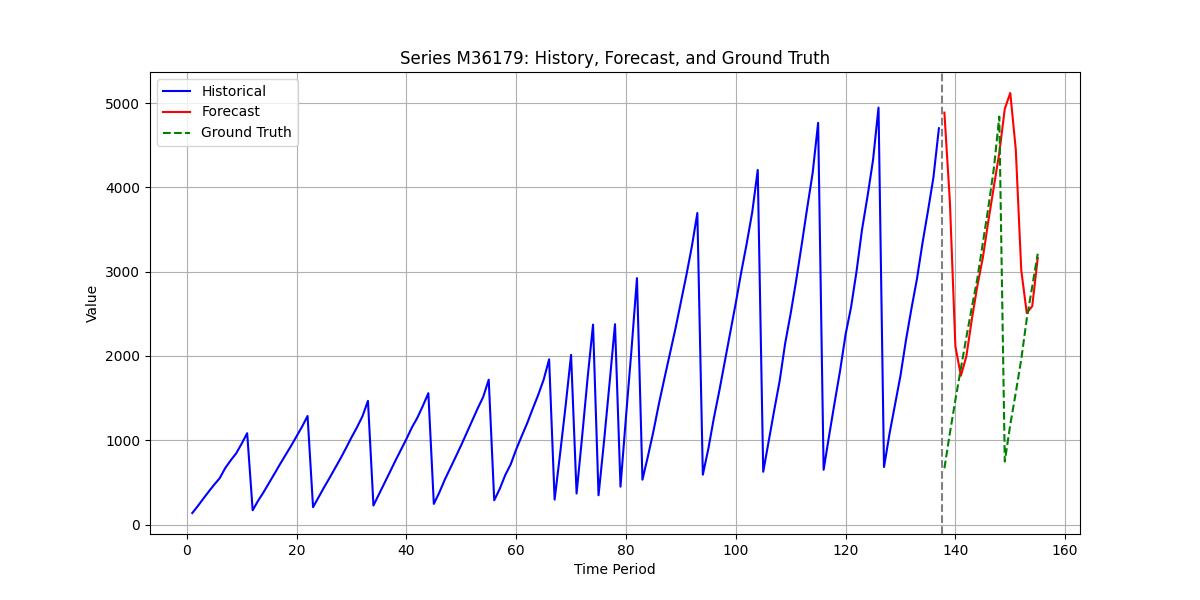 Series M36179: History, Forecast, and Ground Truth
Historical
Forecast
Ground Truth
5000
4000
3000
2000
1000
0
Value
0 20 40 60 80 100 120 140 160
Time Period